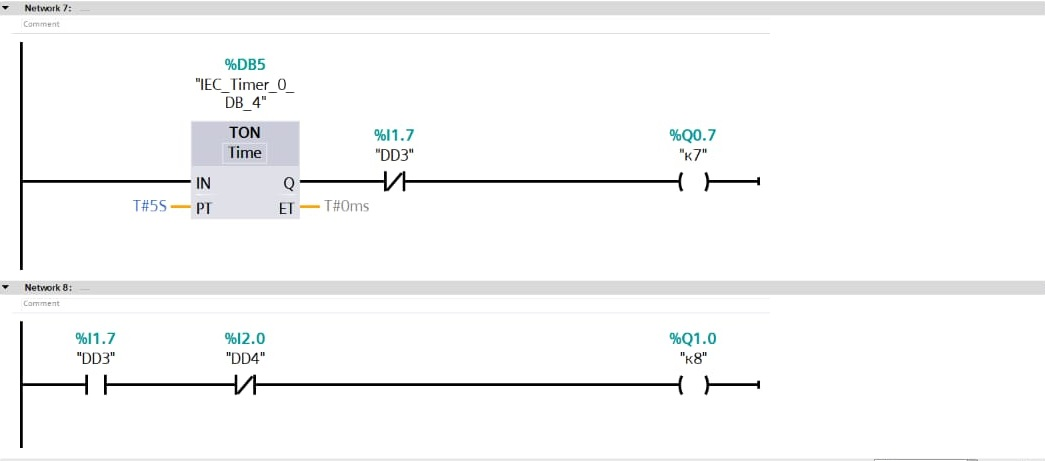 Network 7: .....
Comment
%DB5
"IEC_Timer_0_
DB_4"
TON
Time
%I1.7
"DD3"
%Q0.7
"к7"
IN
Q
T#5S
PT
ET
T#0ms
Network 8: .....
Comment
%I1.7
"DD3"
%I2.0
"DD4"
%Q1.0
"к8"